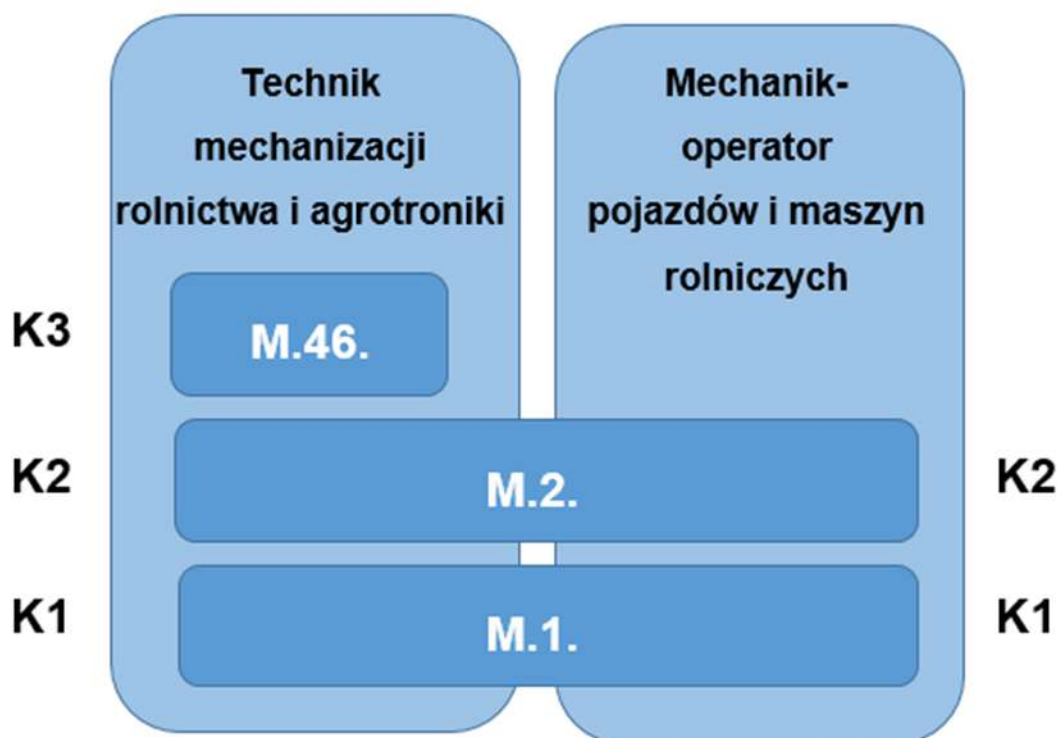 Technik
mechanizacji
rolnictwa i agrotroniki
Mechanik-
operator
pojazdów i maszyn
rolniczych
K3
M.46.
K2
M.2.
K2
K1
M.1.
K1